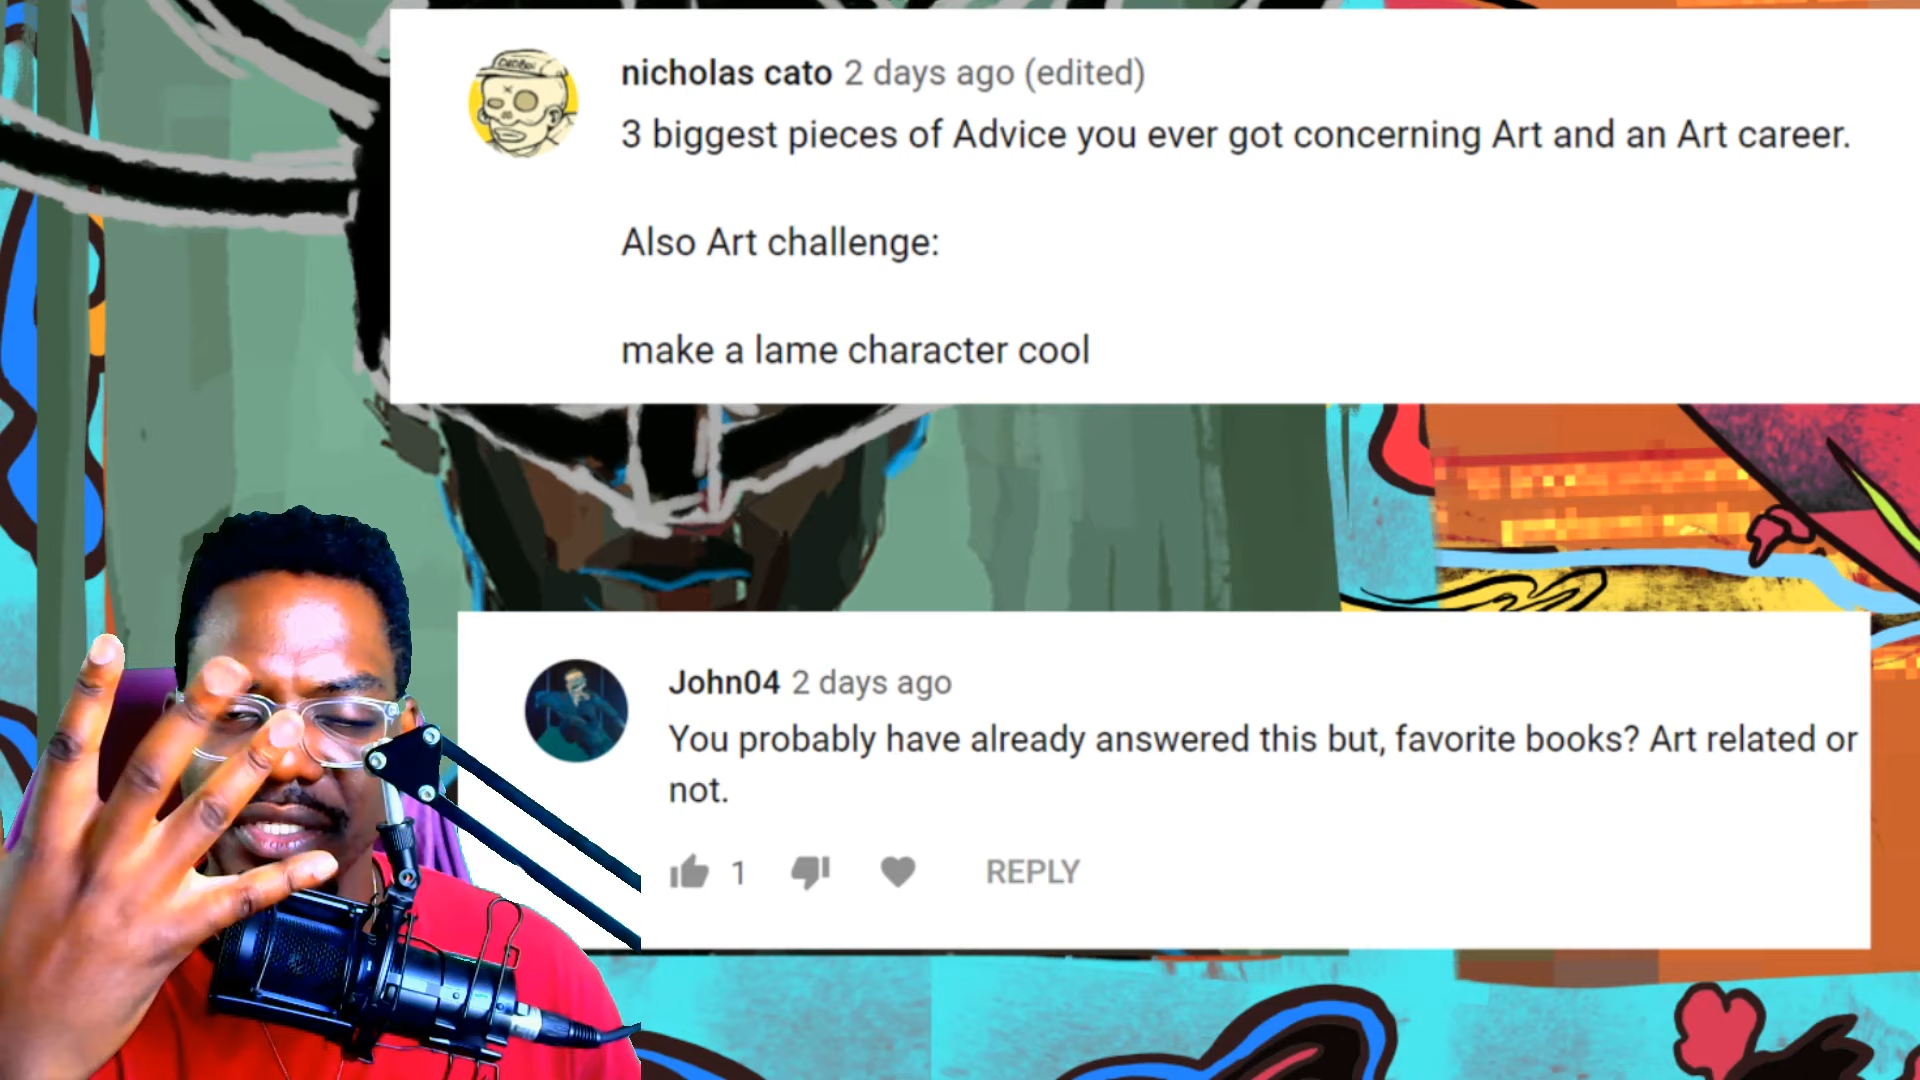 nicholas cato 2 days ago (edited)
3 biggest pieces of Advice you ever got concerning Art and an Art career.
Also Art challenge:
make a lame character cool
John04 2 days ago
You probably have already answered this but, favorite books? Art related or
not.
1 REPLY